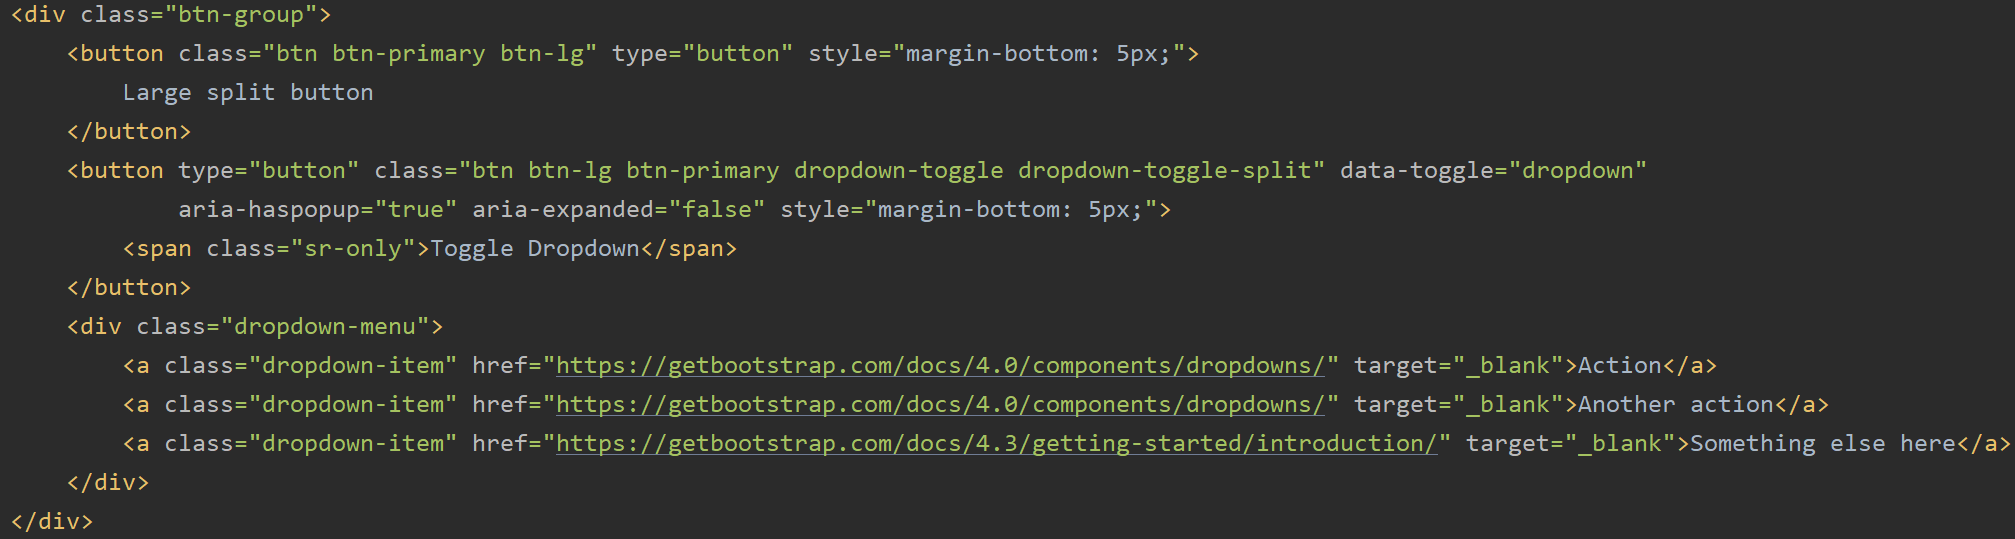 <div class="btn-group">
    <button class="btn btn-primary btn-lg" type="button" style="margin-bottom: 5px;">
        Large split button
    </button>
    <button type="button" class="btn btn-lg btn-primary dropdown-toggle dropdown-toggle-split" data-toggle="dropdown"
            aria-haspopup="true" aria-expanded="false" style="margin-bottom: 5px;">
        <span class="sr-only">Toggle Dropdown</span>
    </button>
    <div class="dropdown-menu">
        <a class="dropdown-item" href="https://getbootstrap.com/docs/4.0/components/dropdowns/" target="_blank">Action</a>
        <a class="dropdown-item" href="https://getbootstrap.com/docs/4.0/components/dropdowns/" target="_blank">Another action</a>
        <a class="dropdown-item" href="https://getbootstrap.com/docs/4.3/getting-started/introduction/" target="_blank">Something else here</a>
    </div>
</div>